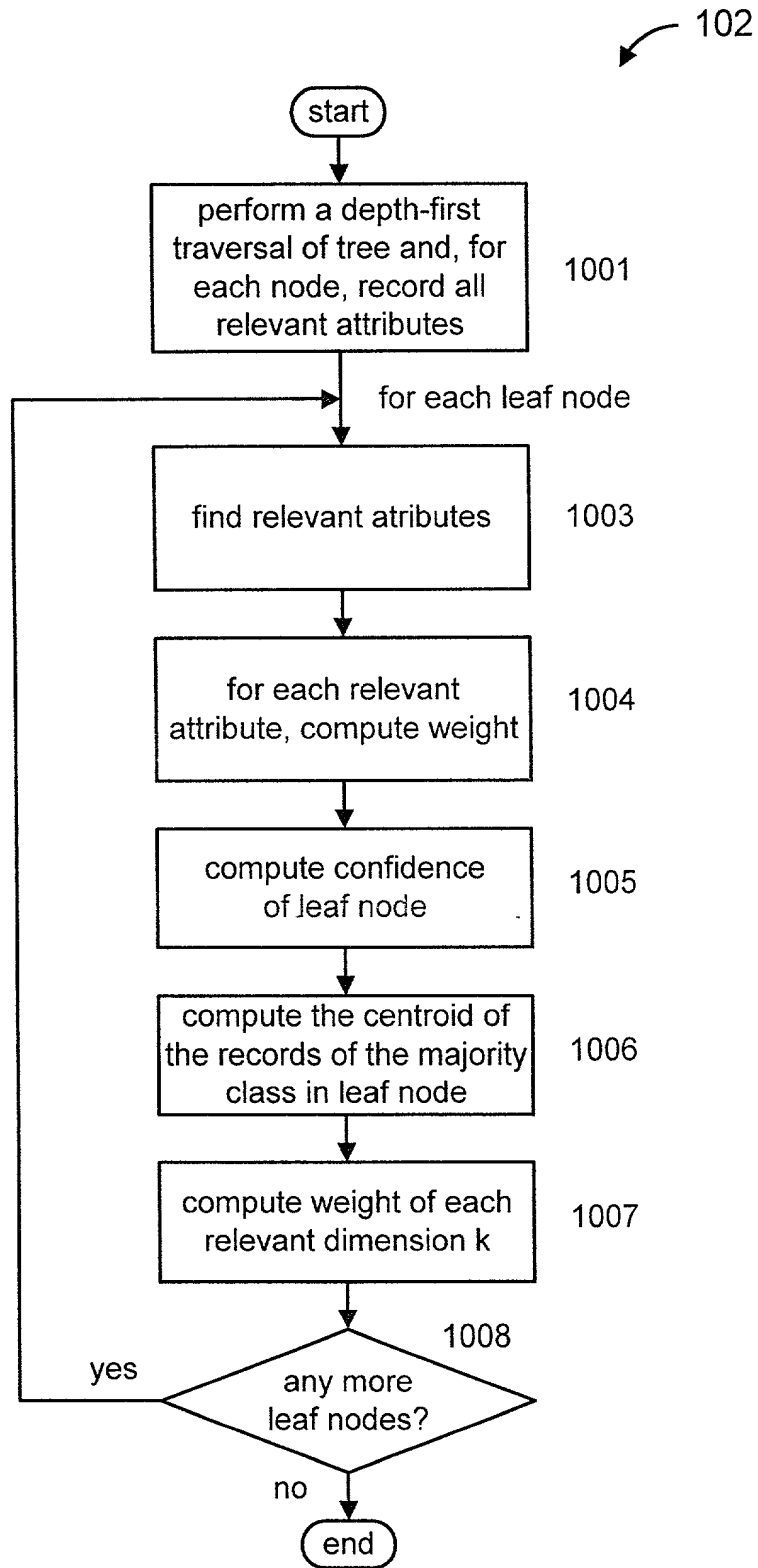 102
start
perform a depth-first
traversal of tree and, for
each node, record all
relevant attributes
1001
for each leaf node
find relevant atributes
1003
for each relevant
attribute, compute weight
1004
compute confidence
of leaf node
1005
compute the centroid of
the records of the majority
class in leaf node
1006
compute weight of each
relevant dimension k
1007
1008
yes
any more
leaf nodes?
no
end